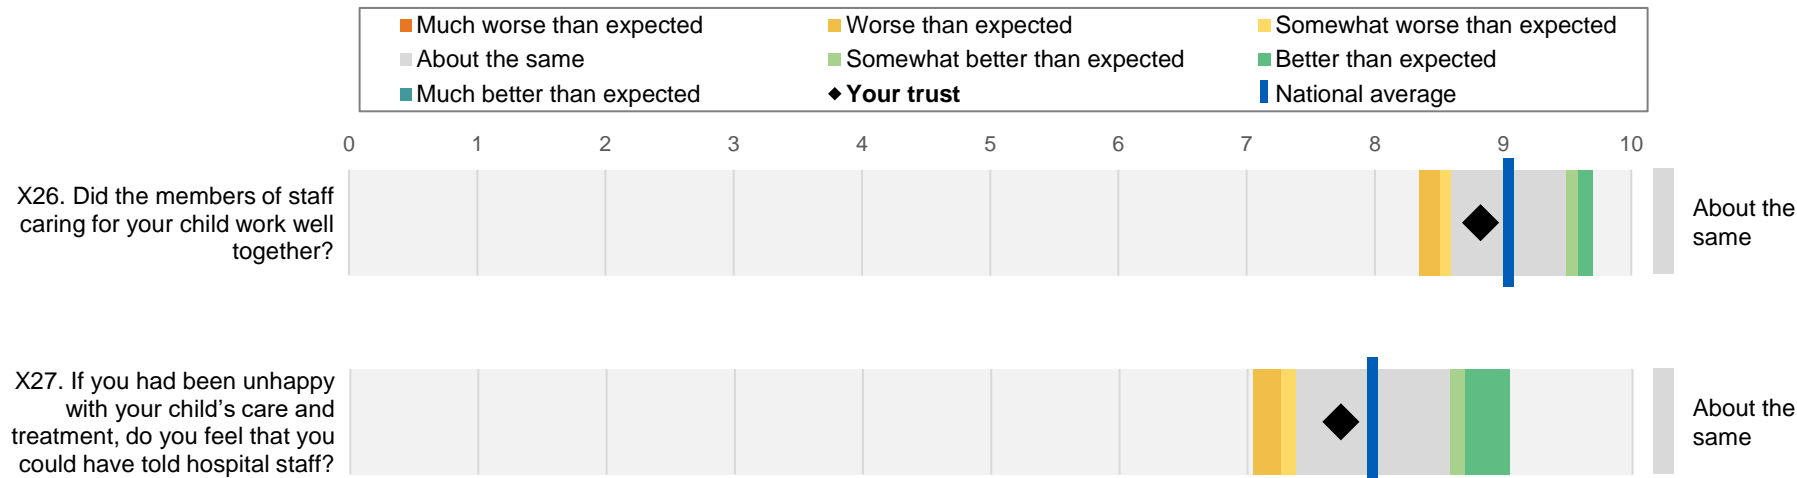 Much worse than expected
Worse than expected
Somewhat worse than expected
About the same
Somewhat better than expected
Better than expected
Much better than expected
Your trust
National average
0 1 2 3 4 5 6 7 8 9 10
X26. Did the members of staff
caring for your child work well
together?
About the
same
X27. If you had been unhappy
with your child’s care and
treatment, do you feel that you
could have told hospital staff?
About the
same